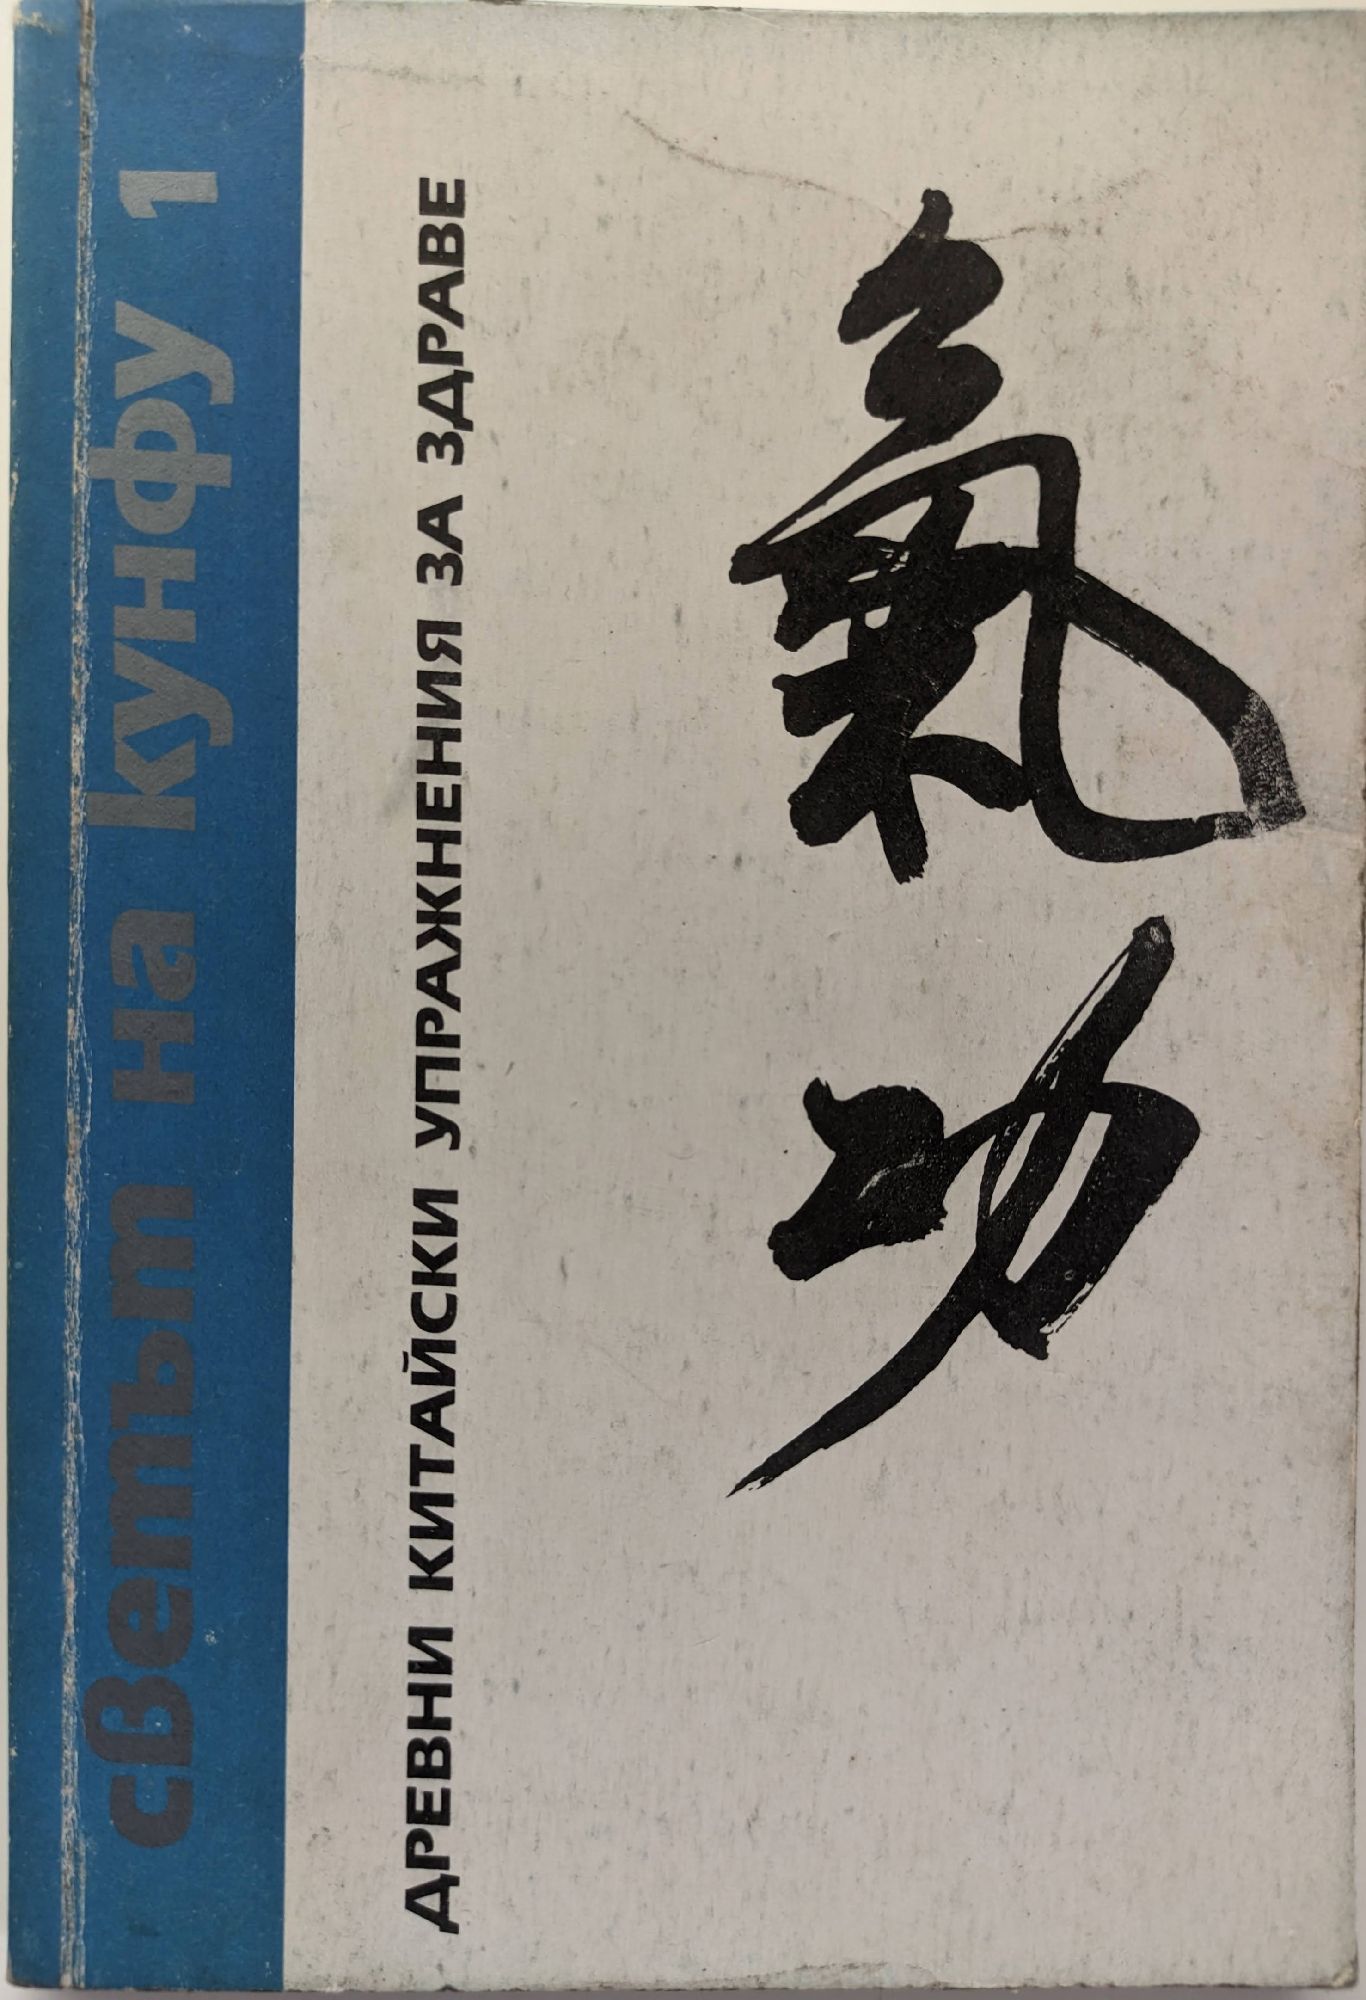 светът на кунфу 1
ДРЕВНИ КИТАЙСКИ УПРАЖНЕНИЯ ЗА ЗДРАВЕ
氣功